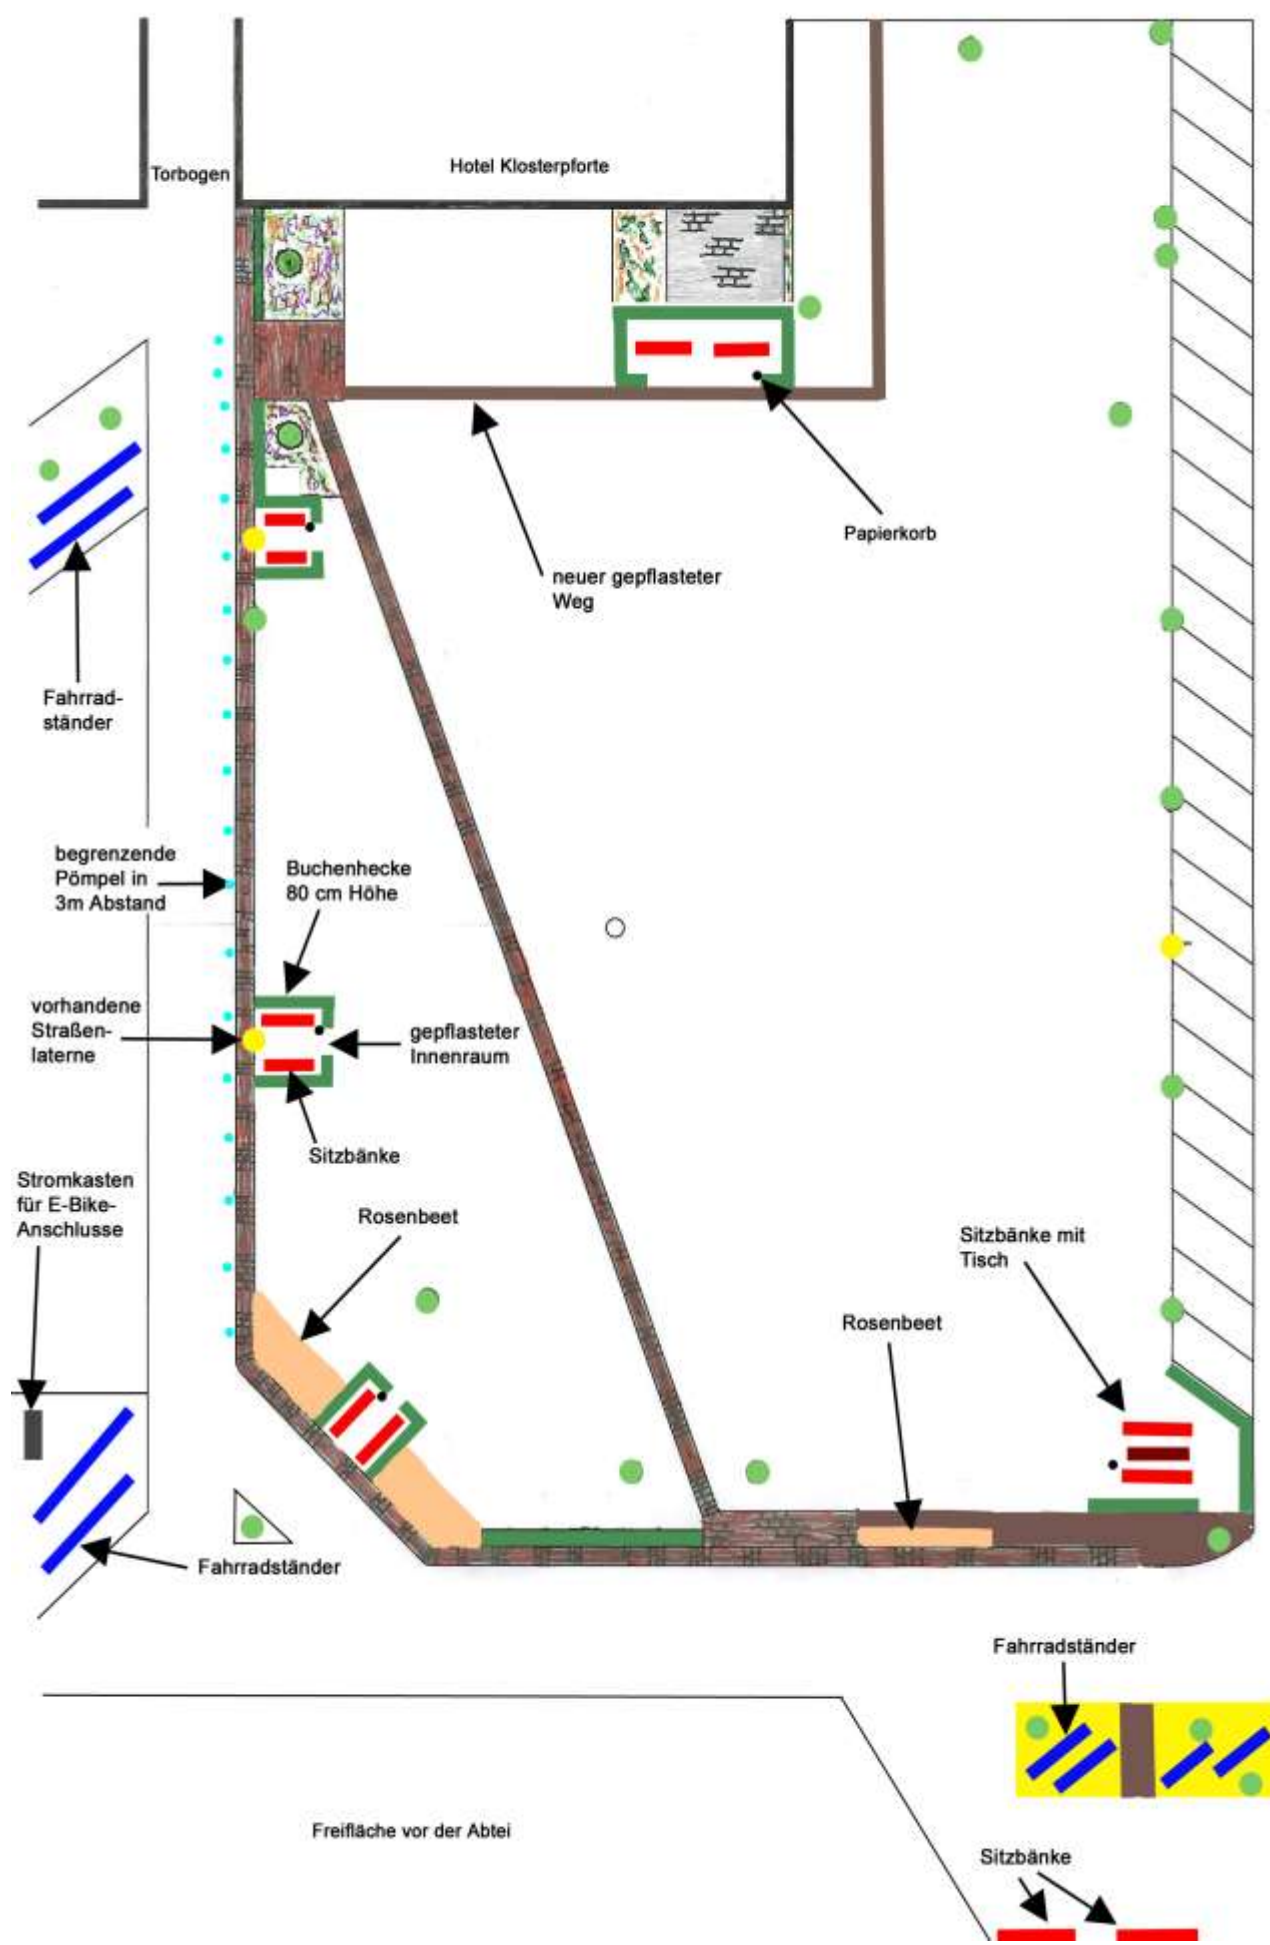 Torbogen
Hotel Klosterpforte
Papierkorb
neuer gepflasteter
Weg
Fahrrad-
ständer
begrenzende
Pömpel in
3m Abstand
Buchenhecke
80 cm Höhe
vorhandene
Straßen-
laterne
gepflasteter
Innenraum
Sitzbänke
Stromkasten
für E-Bike-
Anschlusse
Rosenbeet
Sitzbänke mit
Tisch
Rosenbeet
Fahrradständer
Fahrradständer
Freifläche vor der Abtei
Sitzbänke